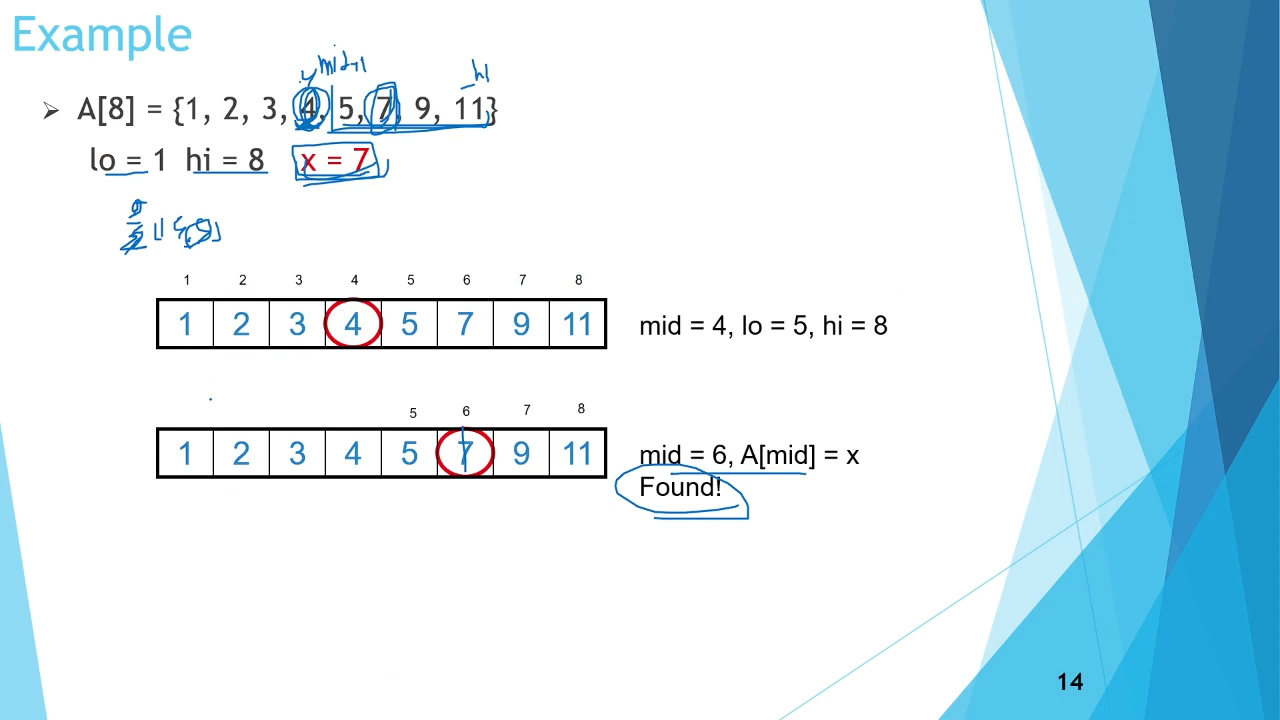 Example
mid+1
hi
➢ A[8] = {1, 2, 3, 4, 5, 7, 9, 11}
lo = 1 hi = 8 x = 7
1 2 3 4 5 6 7 8
1 2 3 4 5 7 9 11
mid = 4, lo = 5, hi = 8
5 6 7 8
1 2 3 4 5 7 9 11
mid = 6, A[mid] = x
Found!
14